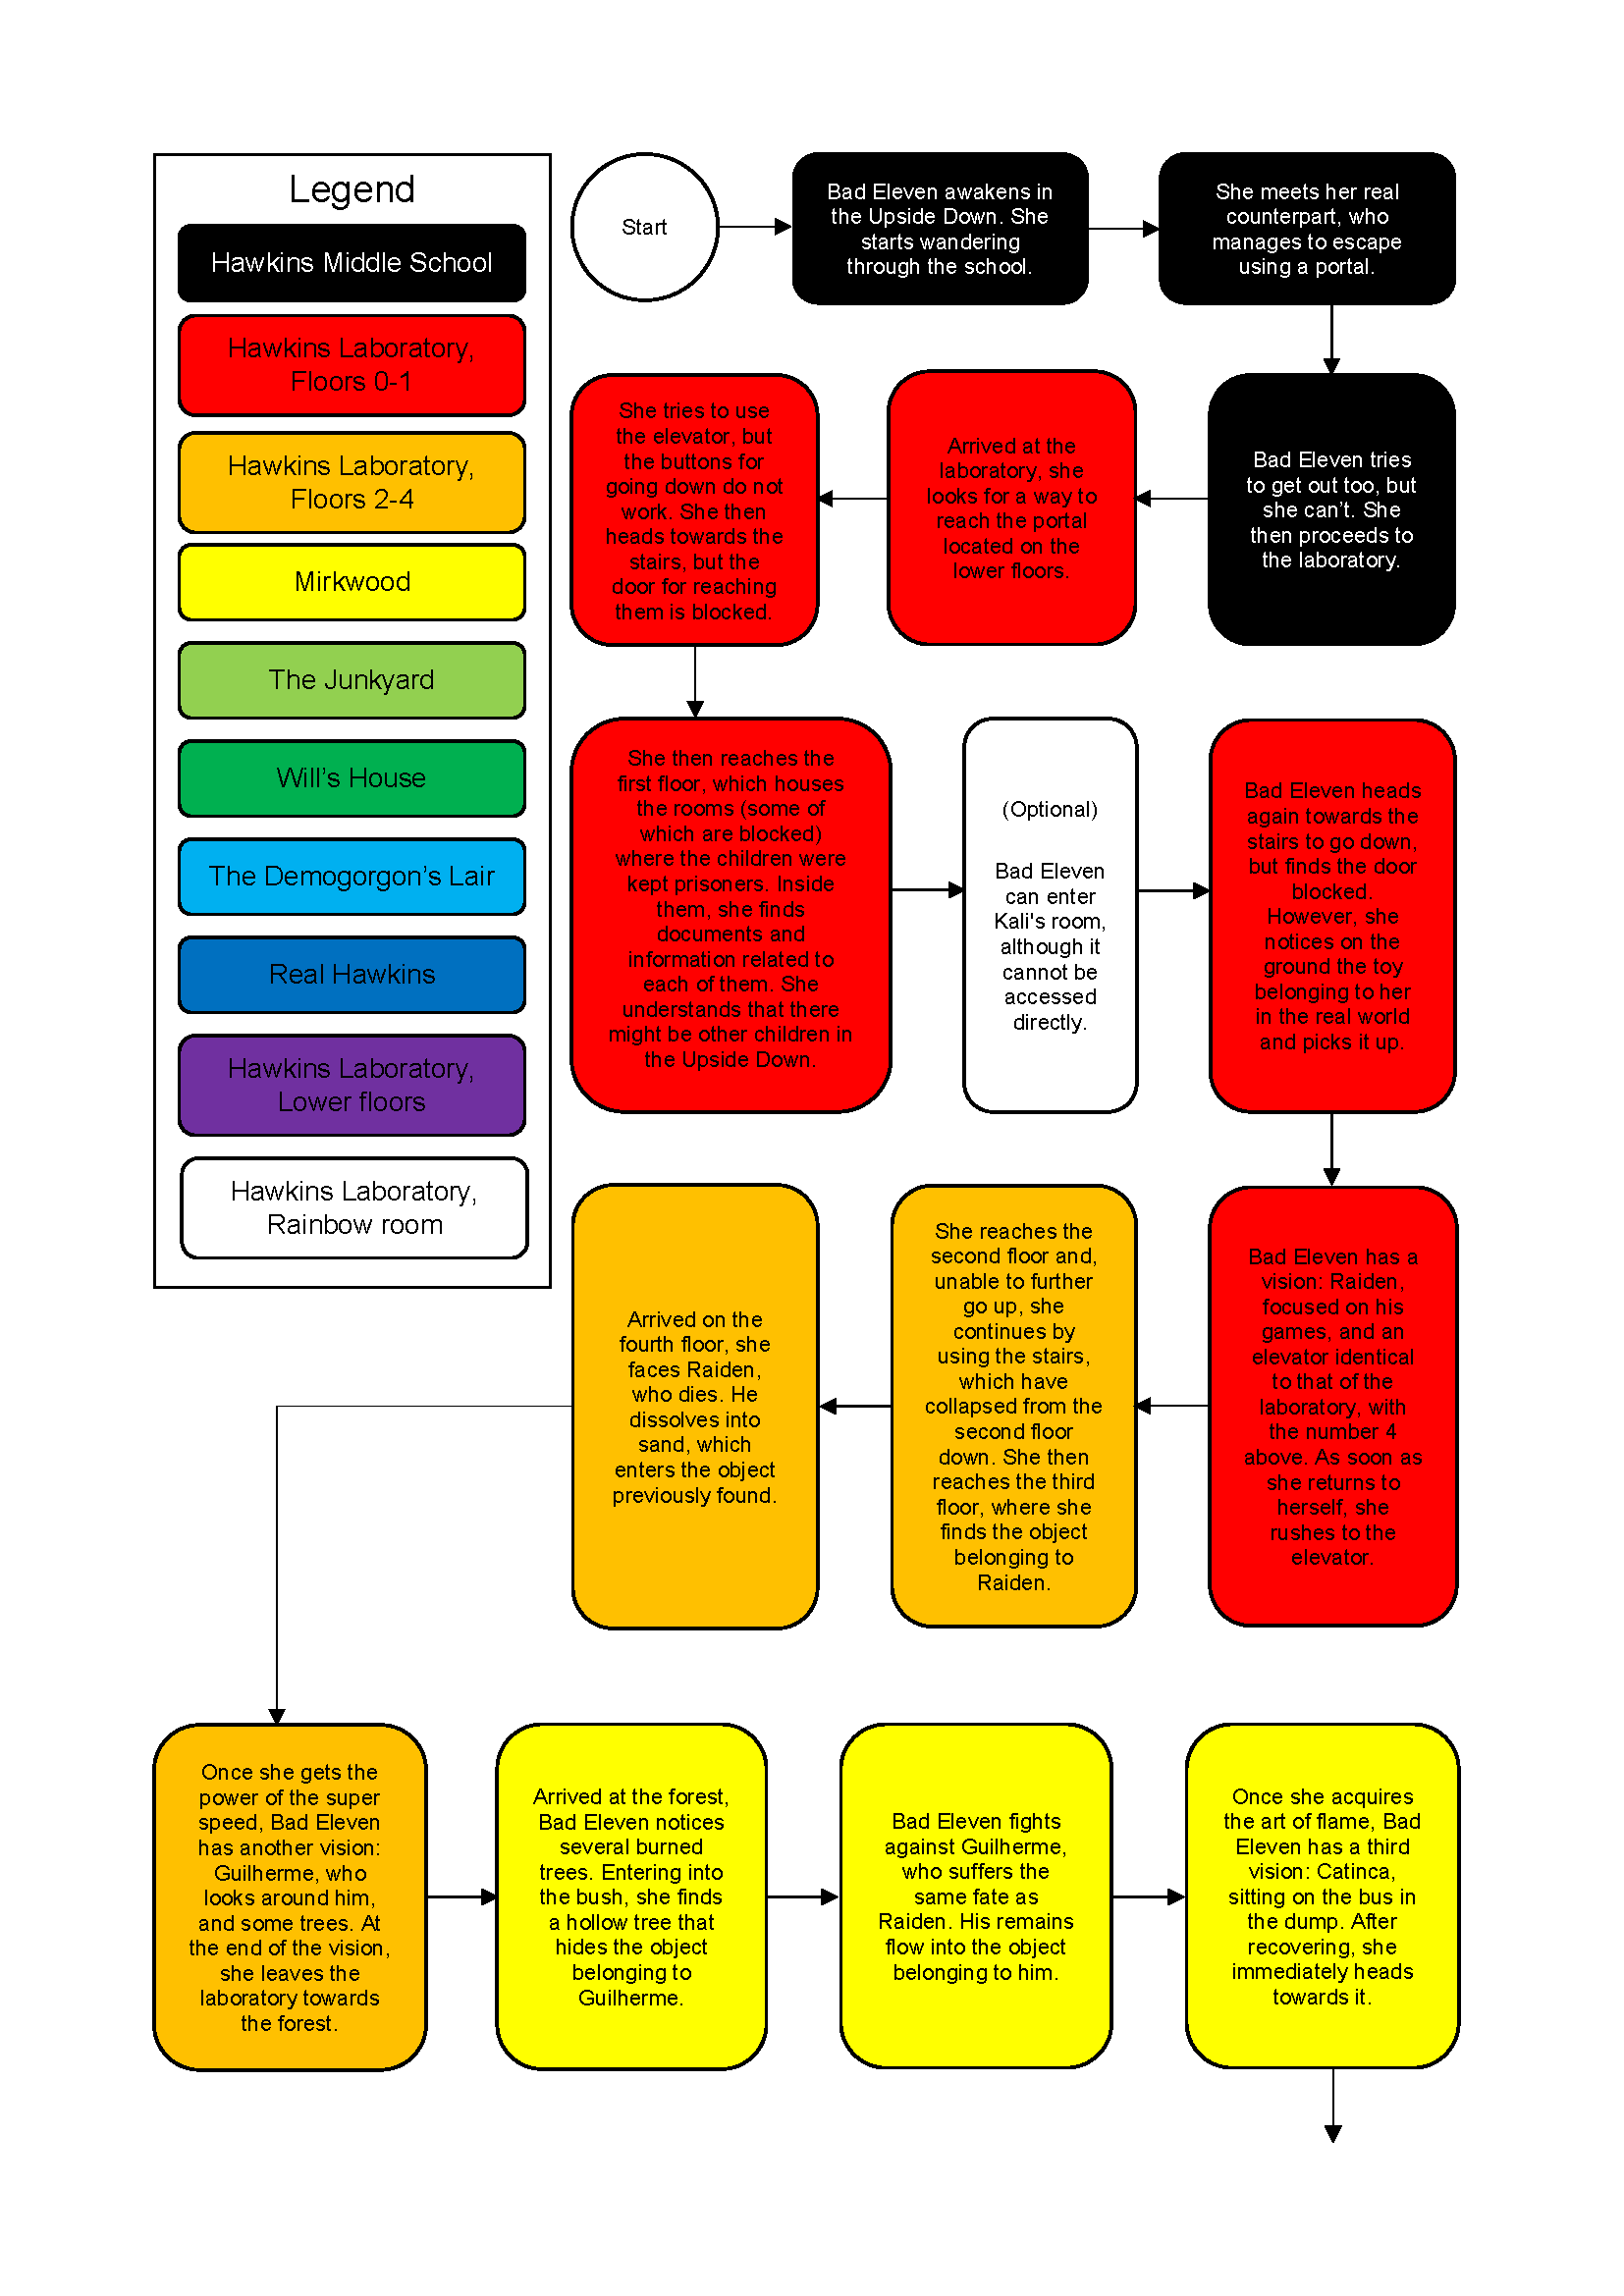 Legend
Hawkins Middle School
Hawkins Laboratory,
Floors 0-1
Hawkins Laboratory,
Floors 2-4
Mirkwood
The Junkyard
Will's House
The Demogorgon's Lair
Real Hawkins
Hawkins Laboratory,
Lower floors
Hawkins Laboratory,
Rainbow room
Start
Bad Eleven awakens in
the Upside Down. She
starts wandering
through the school.
She meets her real
counterpart, who
manages to escape
using a portal.
Bad Eleven tries
to get out too, but
she can't. She
then proceeds to
the laboratory.
Arrived at the
laboratory, she
looks for a way to
reach the portal
located on the
lower floors.
She tries to use
the elevator, but
the buttons for
going down do not
work. She then
heads towards the
stairs, but the
door for reaching
them is blocked.
She then reaches the
first floor, which houses
the rooms (some of
which are blocked)
where the children were
kept prisoners. Inside
them, she finds
documents and
information related to
each of them. She
understands that there
might be other children in
the Upside Down.
(Optional)
Bad Eleven
can enter
Kali's room,
although it
cannot be
accessed
directly.
Bad Eleven heads
again towards the
stairs to go down,
but finds the door
blocked.
However, she
notices on the
ground the toy
belonging to her
in the real world
and picks it up.
Bad Eleven has a
vision: Raiden,
focused on his
games, and an
elevator identical
to that of the
laboratory, with
the number 4
above. As soon as
she returns to
herself, she
rushes to the
elevator.
She reaches the
second floor and,
unable to further
go up, she
continues by
using the stairs,
which have
collapsed from the
second floor
down. She then
reaches the third
floor, where she
finds the object
belonging to
Raiden.
Arrived on the
fourth floor, she
faces Raiden,
who dies. He
dissolves into
sand, which
enters the object
previously found.
Once she gets the
power of the super
speed, Bad Eleven
has another vision:
Guilherme, who
looks around him,
and some trees. At
the end of the vision,
she leaves the
laboratory towards
the forest.
Arrived at the forest,
Bad Eleven notices
several burned
trees. Entering into
the bush, she finds
a hollow tree that
hides the object
belonging to
Guilherme.
Bad Eleven fights
against Guilherme,
who suffers the
same fate as
Raiden. His remains
flow into the object
belonging to him.
Once she acquires
the art of flame, Bad
Eleven has a third
vision: Catinca,
sitting on the bus in
the dump. After
recovering, she
immediately heads
towards it.